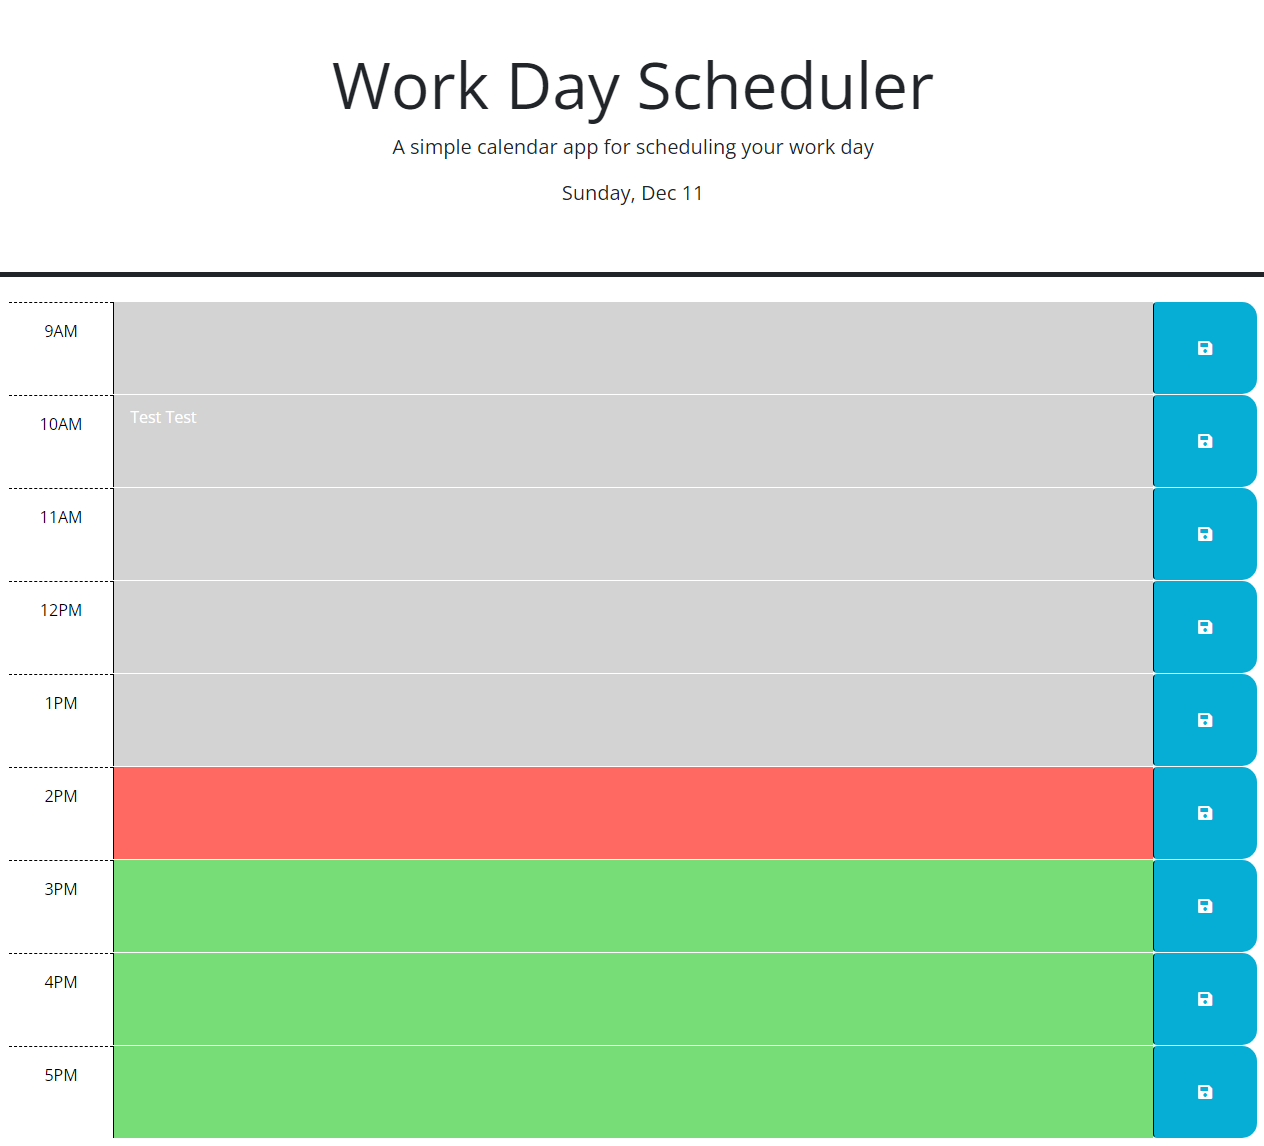 Work Day Scheduler
A simple calendar app for scheduling your work day
Sunday, Dec 11
9AM
10AM
Test Test
11AM
12PM
1PM
2PM
3PM
4PM
5PM